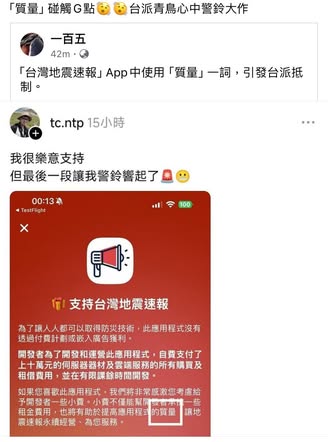 「質量」碰觸Ｇ點😉😉台派青鳥心中警鈴大作
一百五
42m·
「台灣地震速報」App中使用「質量」一詞，引發台派抵
制。
tc.ntp 15小時
我很樂意支持
但最後一段讓我警鈴響起了🚨😬
00:13
100
TestFlight
支持台灣地震速報
為了讓人人都可以取得防災技術，此應用程式沒有
透過付費計劃或嵌入廣告獲利。
開發者為了開發和運營此應用程式，自費支付了
上十萬元的伺服器器材及雲端服務的所有購買及
租借費用，並在有限課餘時間開發。
如果您喜歡此應用程式。我們將非常感激您考慮給
予開發者一些小費。小費不僅能幫
租金費用，也將有助於提高應用程式的質量，讓地
震速報永續經營、為您服務。